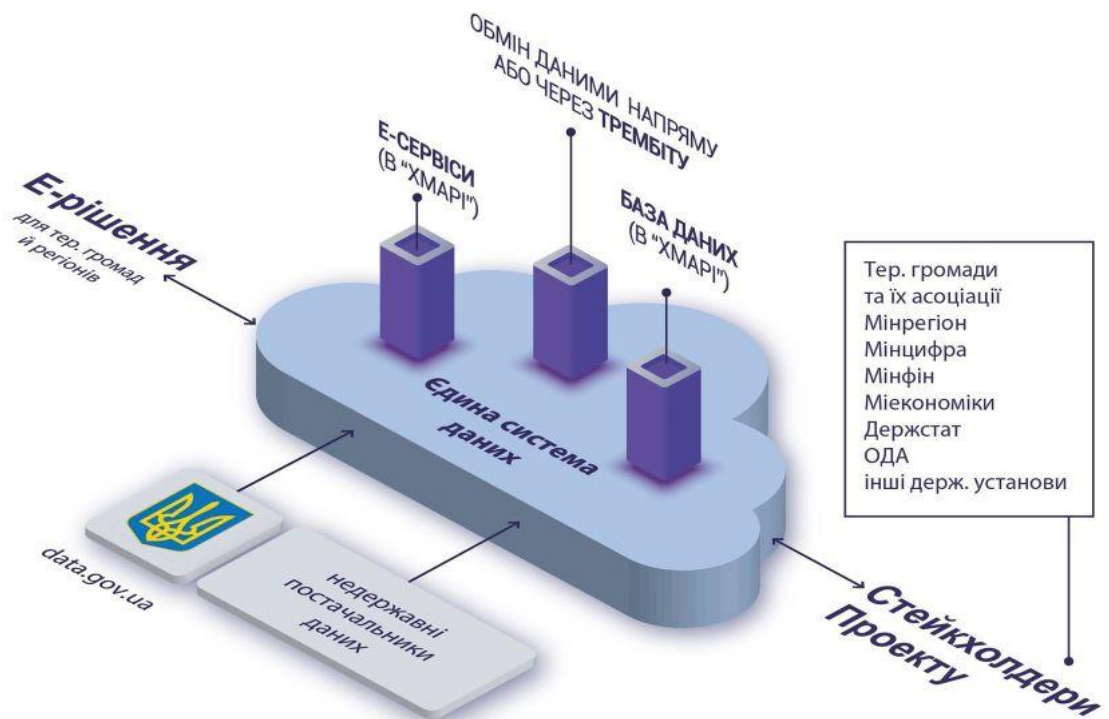 ОБМІН ДАНИМИ НАПРЯМУ
АБО ЧЕРЕЗ ТРЕМБІТУ
Е-СЕРВІСИ
(В “ХМАРІ”)
БАЗА ДАНИХ
(В “ХМАРІ”)
Е-рішення
для тер. громад
й регіонів
Єдина система
даних
data.gov.ua
недержавні
постачальники
даних
Тер. громади
та їх асоціації
Мінрегіон
Мінцифра
Мінфін
Міекономіки
Держстат
ОДА
інші держ. установи
Стейкхолдери
Проекту